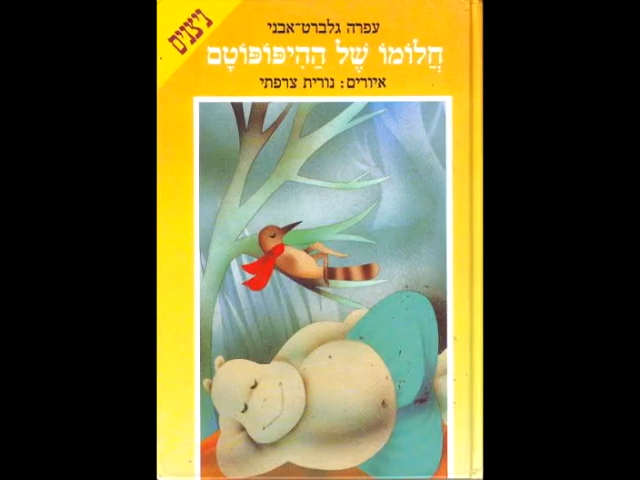 ניצנים
עפרה גלברט־אבני
חֲלוֹמוֹ שֶׁל הַהִיפּוֹפּוֹטָם
איורים: נורית צרפתי